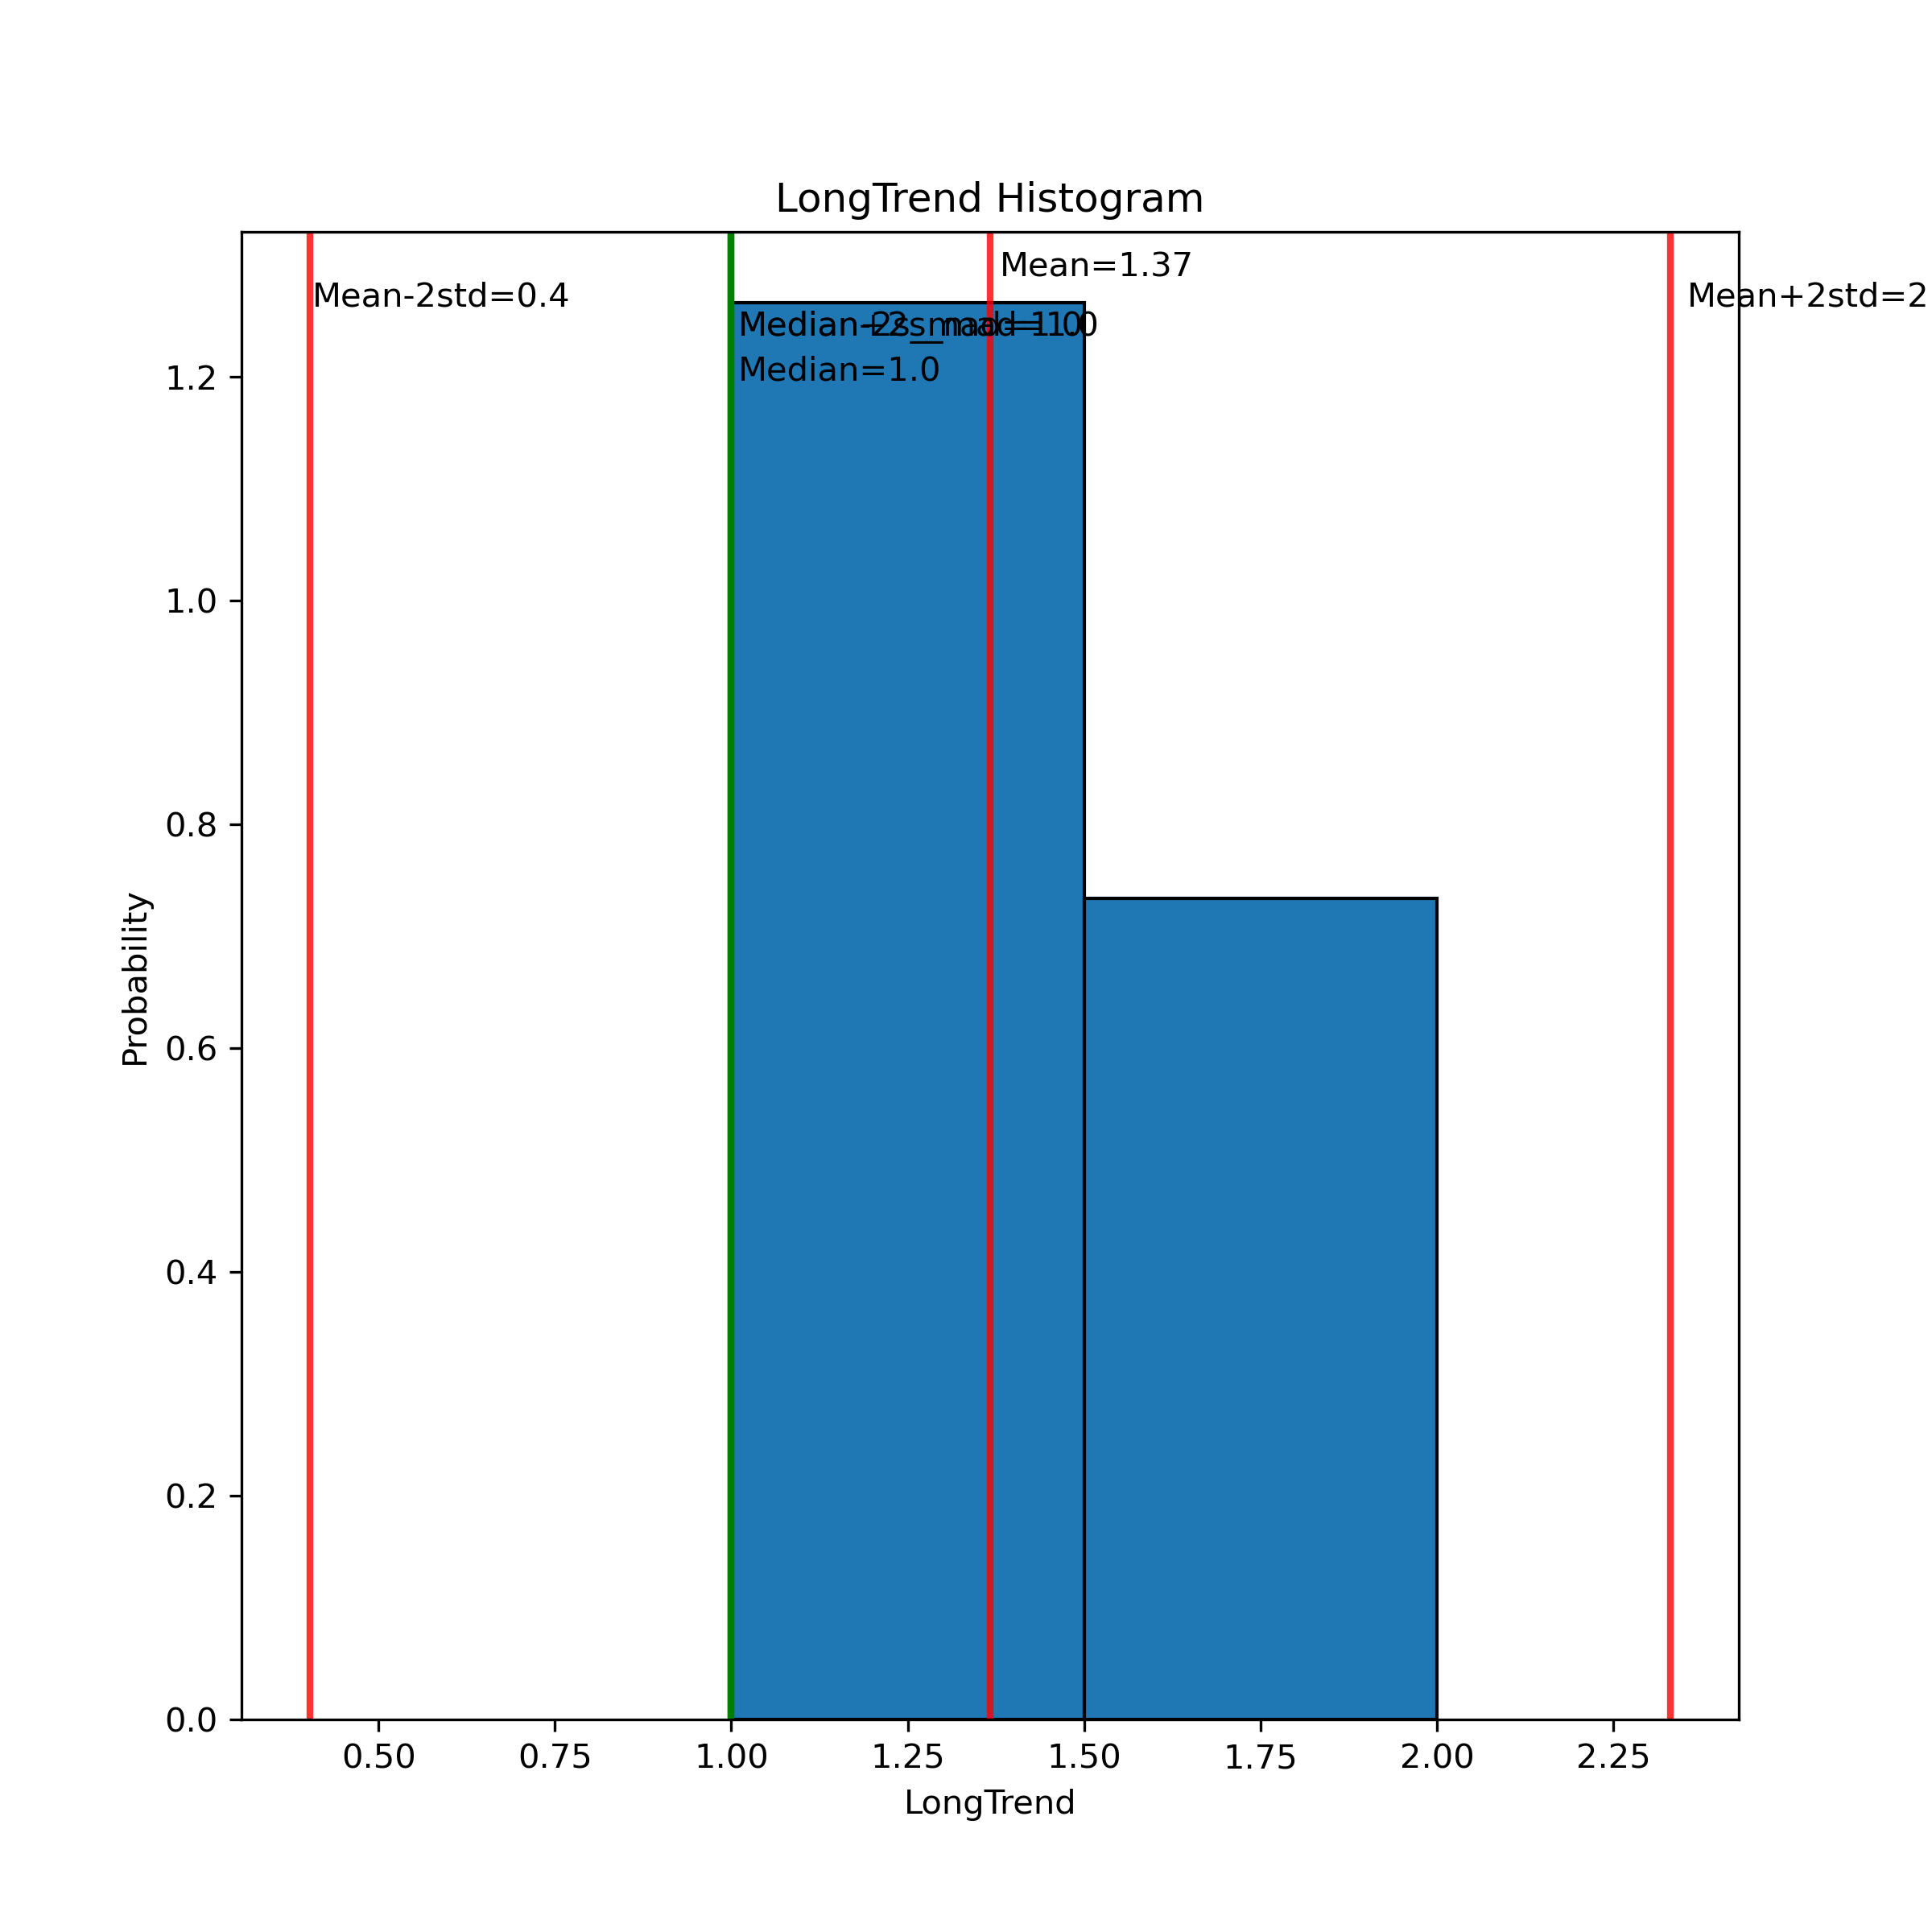 LongTrend Histogram
Mean=1.37
Mean-2std=0.4
Mean+2std=2
Median=1.0
1.2
1.0
0.8
0.6
0.4
0.2
0.0
Probability
0.50 0.75 1.00 1.25 1.50 1.75 2.00 2.25
LongTrend